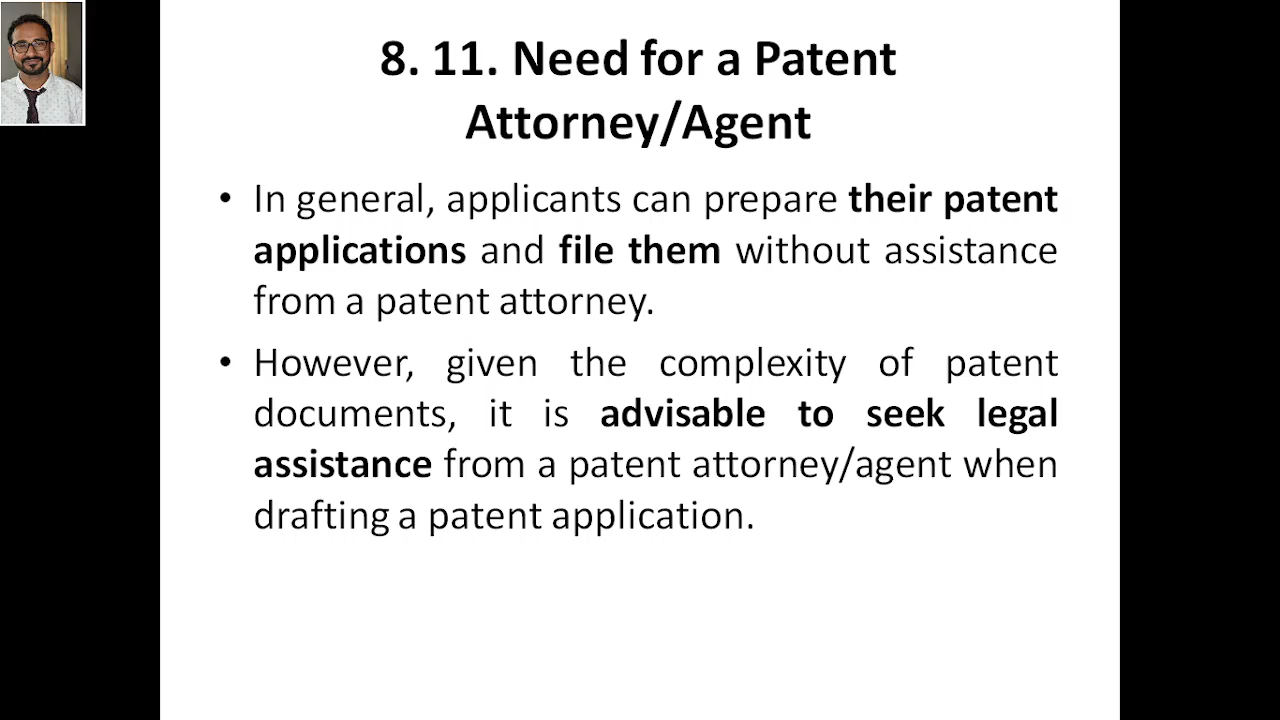 8. 11. Need for a Patent
Attorney/Agent
• In general, applicants can prepare their patent
applications and file them without assistance
from a patent attorney.
• However, given the complexity of patent
documents, it is advisable to seek legal
assistance from a patent attorney/agent when
drafting a patent application.